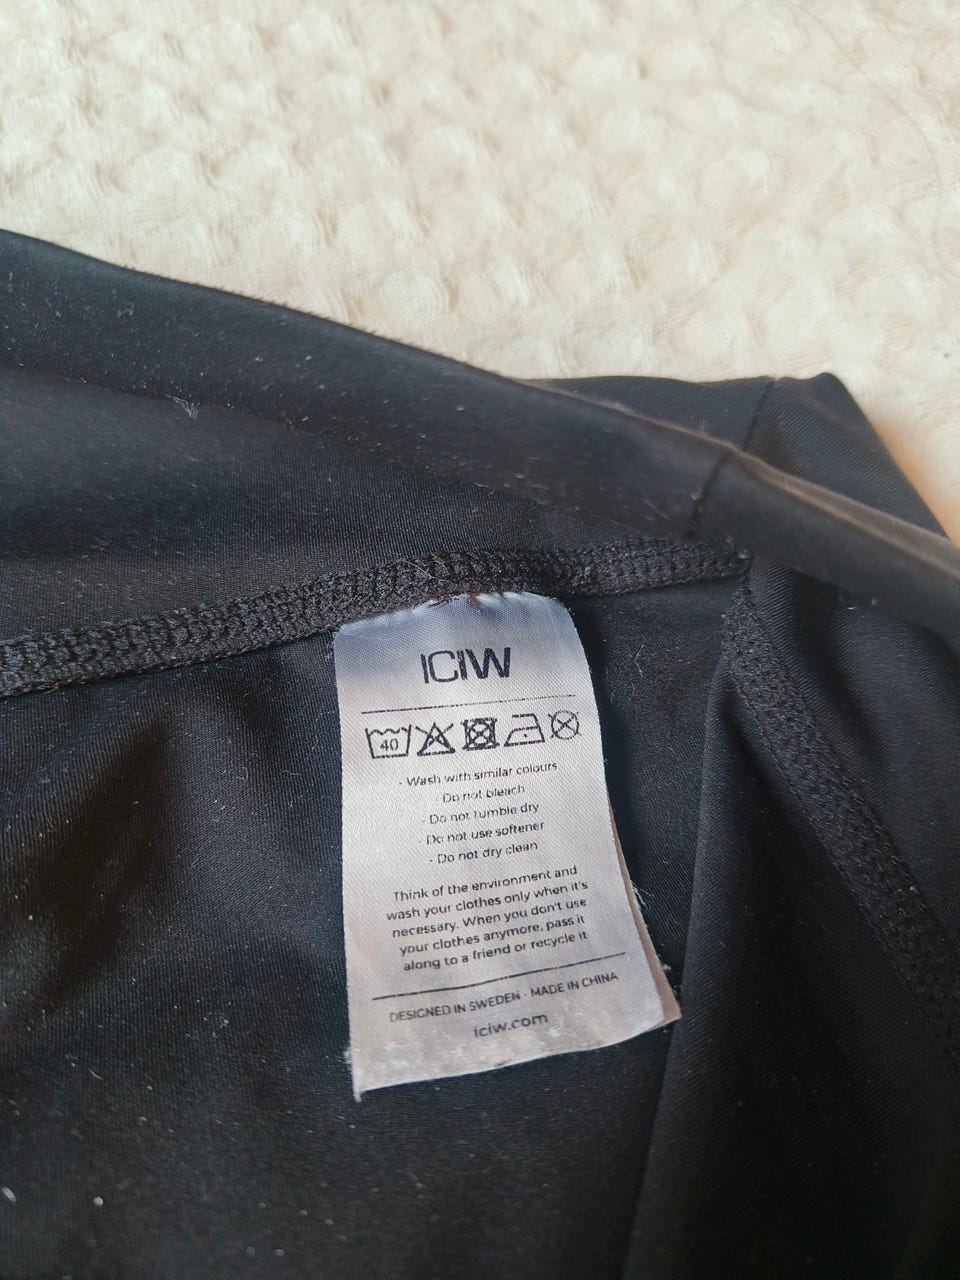 ICIW
40
- Wash with similar colours
- Do not bleach
- Do not tumble dry
- Do not use softener
- Do not dry clean
Think of the environment and
wash your clothes only when it's
necessary. When you don't use
your clothes anymore, pass it
along to a friend or recycle it
DESIGNED IN SWEDEN - MADE IN CHINA
iciw.com